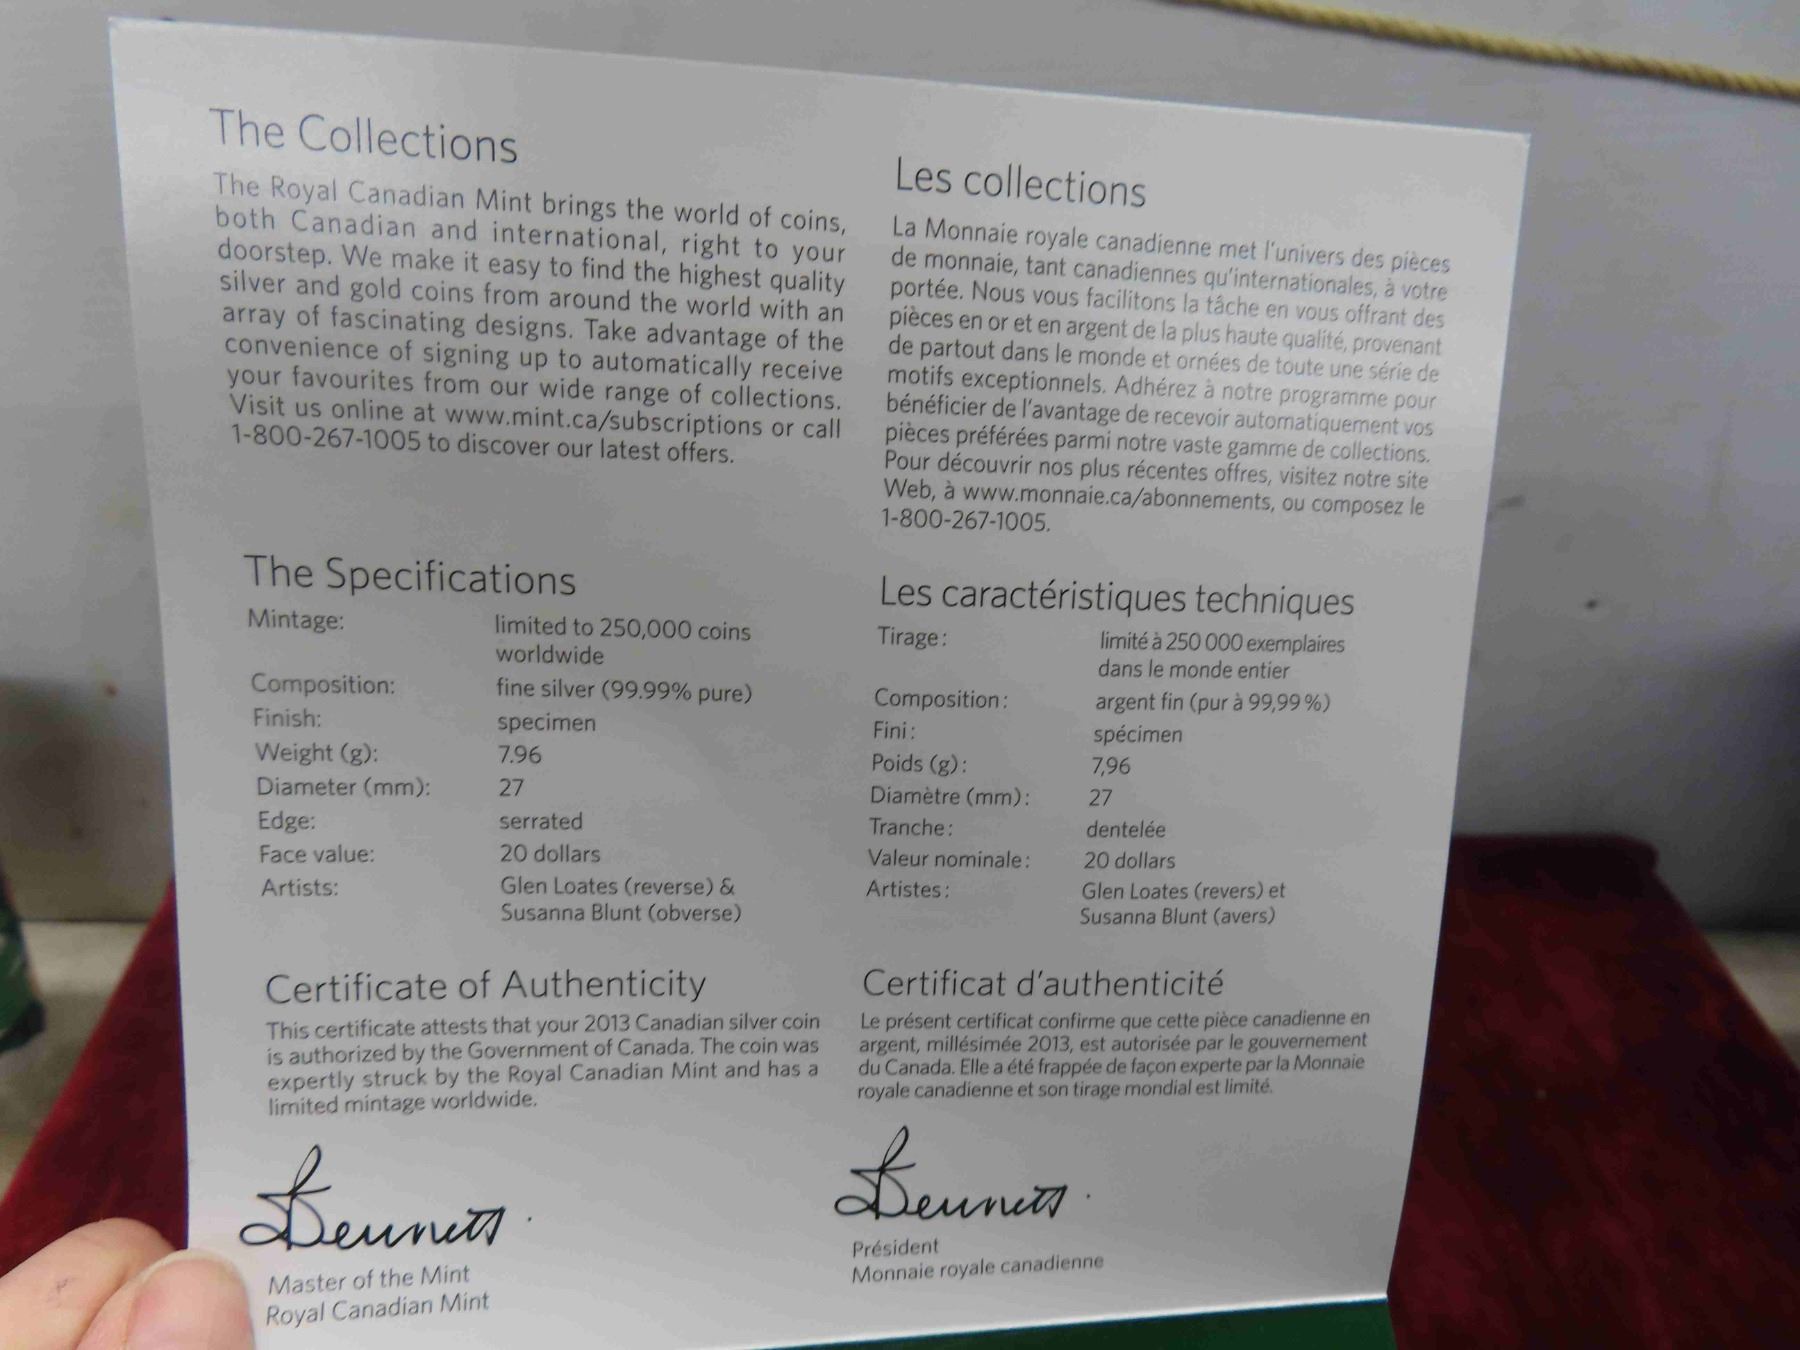 The Collections
The Royal Canadian Mint brings the world of coins,
both Canadian and international, right to your
doorstep. We make it easy to find the highest quality
silver and gold coins from around the world with an
array of fascinating designs. Take advantage of the
convenience of signing up to automatically receive
your favourites from our wide range of collections.
Visit us online at www.mint.ca/subscriptions or call
1-800-267-1005 to discover our latest offers.
The Specifications
Mintage: limited to 250,000 coins
worldwide
Composition: fine silver (99.99% pure)
Finish: specimen
Weight (g): 7.96
Diameter (mm): 27
Edge: serrated
Face value: 20 dollars
Artists: Glen Loates (reverse) &
Susanna Blunt (obverse)
Certificate of Authenticity
This certificate attests that your 2013 Canadian silver coin
is authorized by the Government of Canada. The coin was
expertly struck by the Royal Canadian Mint and has a
limited mintage worldwide.
Bennett
Master of the Mint
Royal Canadian Mint
Les collections
La Monnaie royale canadienne met l'univers des pièces
de monnaie, tant canadiennes qu'internationales, à votre
portée. Nous vous facilitons la tâche en vous offrant des
pièces en or et en argent de la plus haute qualité, provenant
de partout dans le monde et ornées de toute une série de
motifs exceptionnels. Adhérez à notre programme pour
bénéficier de l'avantage de recevoir automatiquement vos
pièces préférées parmi notre vaste gamme de collections.
Pour découvrir nos plus récentes offres, visitez notre site
Web, à www.monnaie.ca/abonnements, ou composez le
1-800-267-1005.
Les caractéristiques techniques
Tirage : limité à 250 000 exemplaires
dans le monde entier
Composition : argent fin (pur à 99,99 %)
Fini : spécimen
Poids (g) : 7,96
Diamètre (mm) : 27
Tranche : dentelée
Valeur nominale : 20 dollars
Artistes : Glen Loates (revers) et
Susanna Blunt (avers)
Certificat d'authenticité
Le présent certificat confirme que cette pièce canadienne en
argent, millésimée 2013, est autorisée par le gouvernement
du Canada. Elle a été frappée de façon experte par la Monnaie
royale canadienne et son tirage mondial est limité.
Bennett
Président
Monnaie royale canadienne